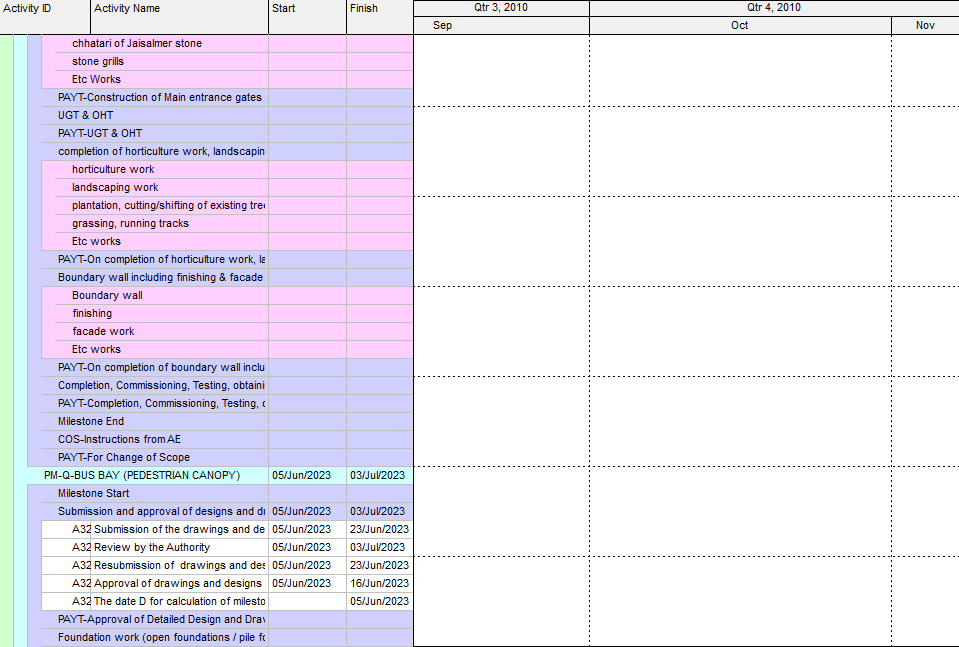 Activity ID Activity Name Start Finish Qtr 3, 2010 Qtr 4, 2010
Sep Oct Nov
chhatari of Jaisalmer stone
stone grills
Etc Works
PAYT-Construction of Main entrance gates
UGT & OHT
PAYT-UGT & OHT
completion of horticulture work, landscapin
horticulture work
landscaping work
plantation, cutting/shifting of existing tre
grassing, running tracks
Etc works
PAYT-On completion of horticulture work, la
Boundary wall including finishing & facade
Boundary wall
finishing
facade work
Etc works
PAYT-On completion of boundary wall inclu
Completion, Commissioning, Testing, obtaini
PAYT-Completion, Commissioning, Testing, o
Milestone End
COS-Instructions from AE
PAYT-For Change of Scope
PM-Q-BUS BAY (PEDESTRIAN CANOPY) 05/Jun/2023 03/Jul/2023
Milestone Start
Submission and approval of designs and dr 05/Jun/2023 03/Jul/2023
A32 Submission of the drawings and de 05/Jun/2023 23/Jun/2023
A32 Review by the Authority 05/Jun/2023 03/Jul/2023
A32 Resubmission of drawings and des 05/Jun/2023 23/Jun/2023
A32 Approval of drawings and designs 05/Jun/2023 16/Jun/2023
A32 The date D for calculation of milesto 05/Jun/2023
PAYT-Approval of Detailed Design and Draw
Foundation work (open foundations / pile fo